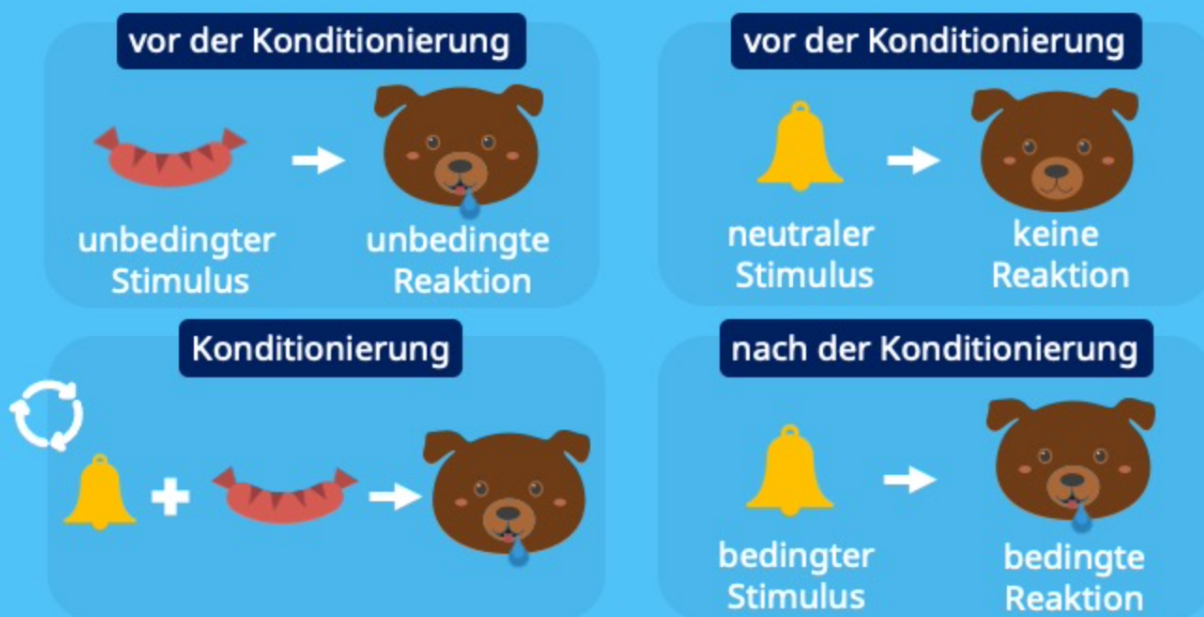 vor der Konditionierung
unbedingter
Stimulus
unbedingte
Reaktion
vor der Konditionierung
neutraler
Stimulus
keine
Reaktion
Konditionierung
nach der Konditionierung
bedingter
Stimulus
bedingte
Reaktion